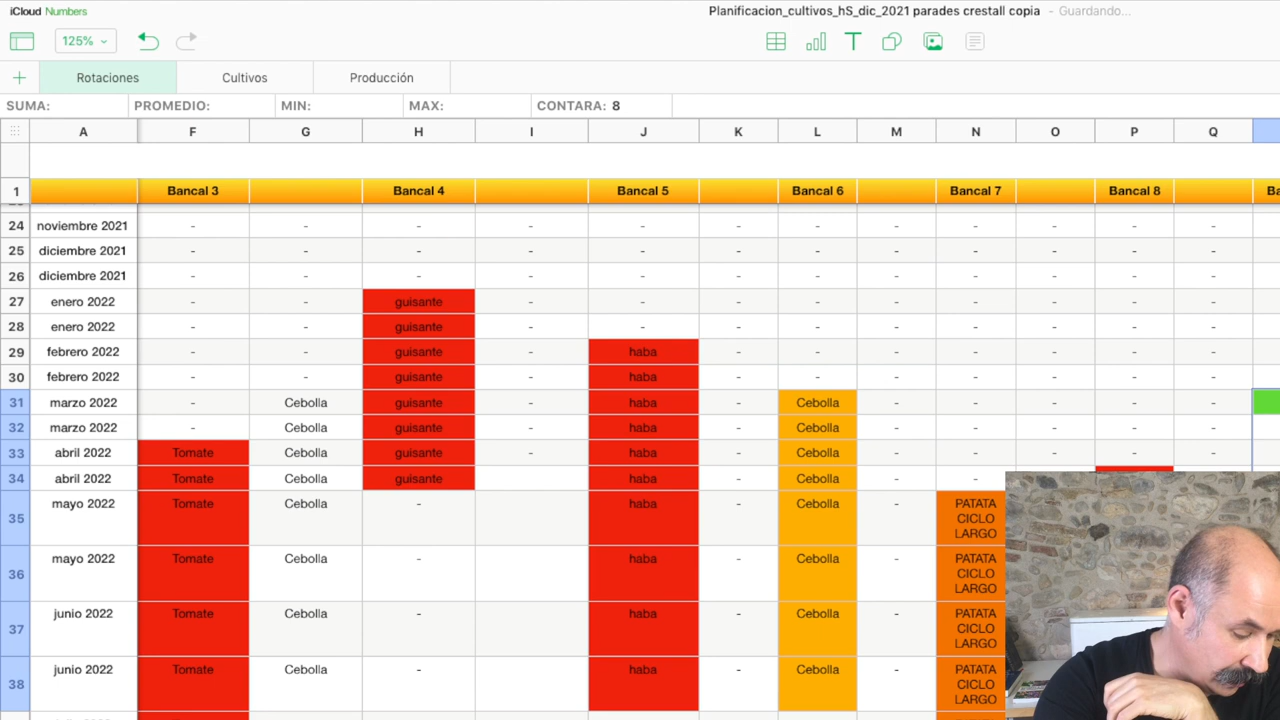 iCloud Numbers
Planificacion_cultivos_hS_dic_2021 parades crestall copia - Guardando...
125%
+ Rotaciones Cultivos Producción
SUMA: PROMEDIO: MIN: MAX: CONTARA: 8
A F G H I J K L M N O P Q
1 Bancal 3 Bancal 4 Bancal 5 Bancal 6 Bancal 7 Bancal 8 Ba
24 noviembre 2021 - - - - - - - - - - - -
25 diciembre 2021 - - - - - - - - - - - -
26 diciembre 2021 - - - - - - - - - - - -
27 enero 2022 - - guisante - - - - - - - - -
28 enero 2022 - - guisante - - - - - - - - -
29 febrero 2022 - - guisante - haba - - - - - - -
30 febrero 2022 - - guisante - haba - - - - - - -
31 marzo 2022 - Cebolla guisante - haba - Cebolla - - - - -
32 marzo 2022 - Cebolla guisante - haba - Cebolla - - - - -
33 abril 2022 Tomate Cebolla guisante - haba - Cebolla - - - - -
34 abril 2022 Tomate Cebolla guisante - haba - Cebolla - -
35 mayo 2022 Tomate Cebolla - haba - Cebolla - PATATA
CICLO
LARGO
36 mayo 2022 Tomate Cebolla - haba - Cebolla - PATATA
CICLO
LARGO
37 junio 2022 Tomate Cebolla - haba - Cebolla - PATATA
CICLO
LARGO
38 junio 2022 Tomate Cebolla - haba - Cebolla - PATATA
CICLO
LARGO